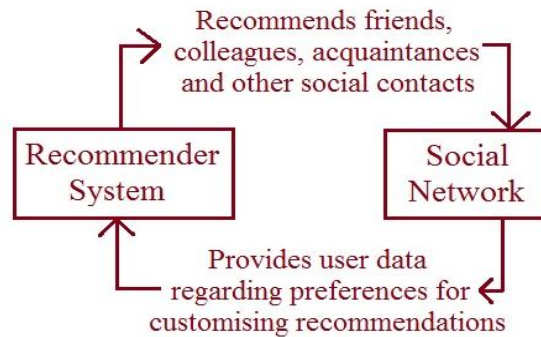 Recommends friends,
colleagues, acquaintances
and other social contacts
Recommender
System
Social
Network
Provides user data
regarding preferences for
customising recommendations